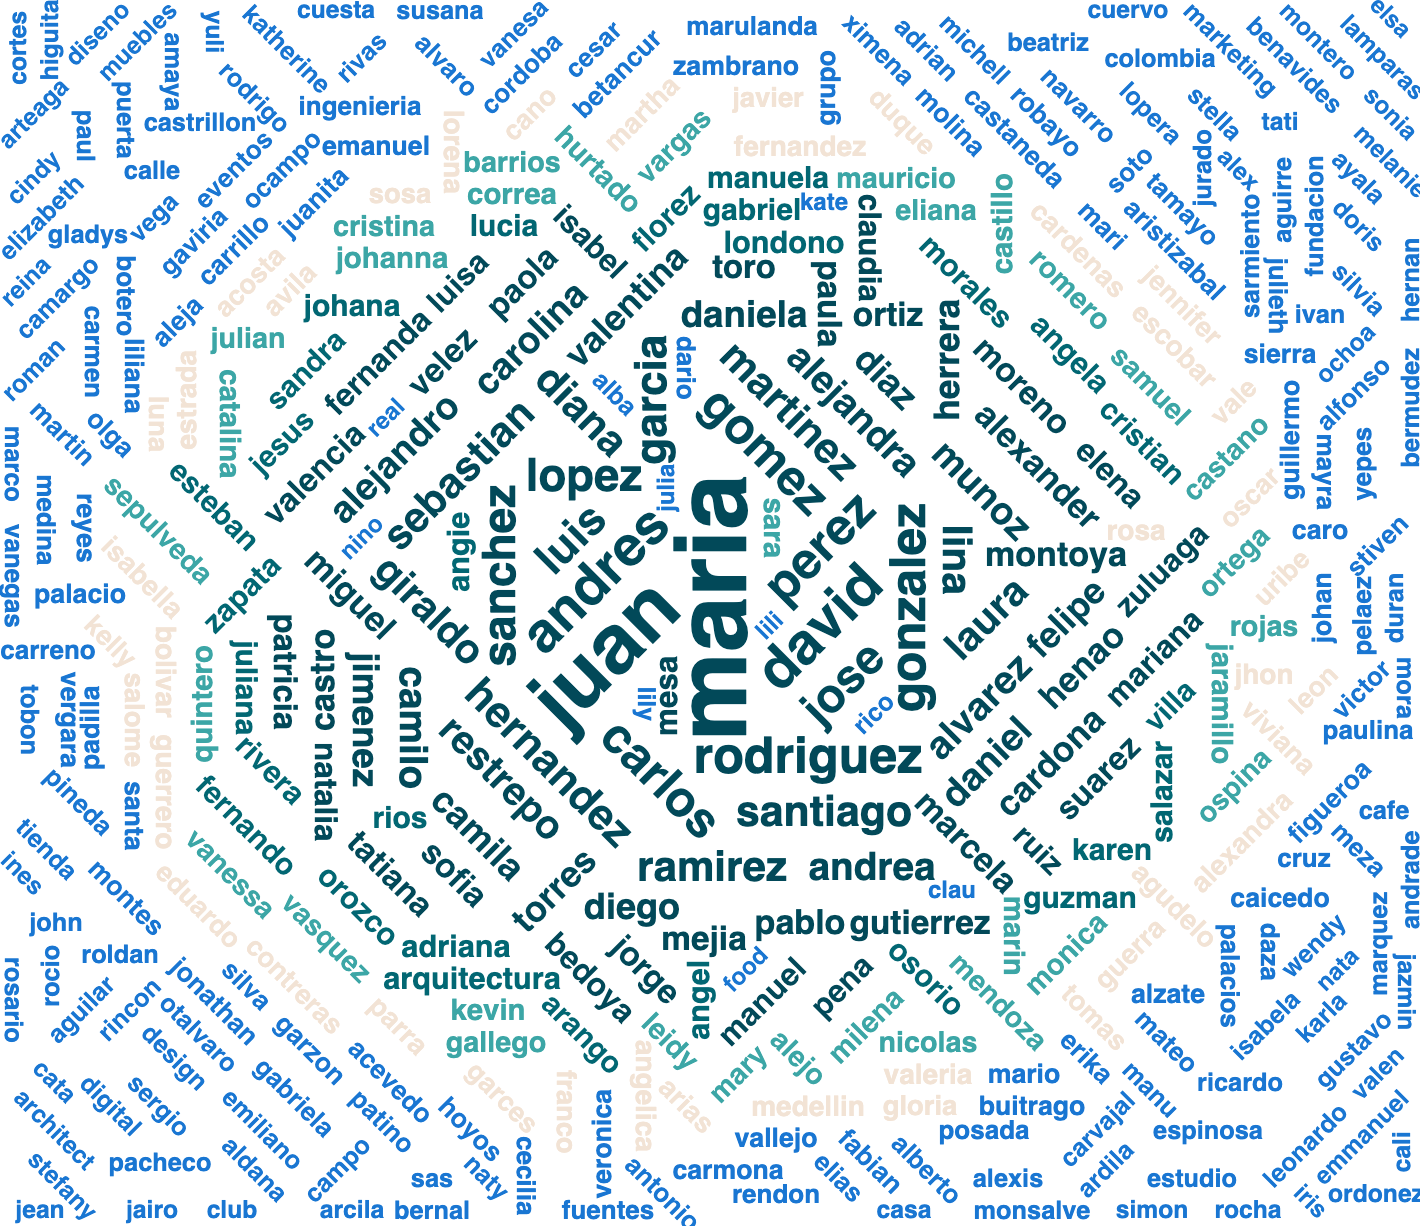 cortes
higuita
diseno
muebles
amaya
yuli
katherine
cuesta
susana
rivas
alvaro
vanesa
cordoba
cesar
betancur
marulanda
zambrano
grupo
ximena
adrian
michell
beatriz
cuervo
colombia
marketing
benavides
montero
lamparas
elsa
arteaga
paul
puerta
castrillon
rodrigo
ingenieria
emanuel
lorena
cano
martha
javier
duque
molina
castaneda
robayo
navarro
lopera
stella
tati
sonia
melanie
cindy
elizabeth
calle
eventos
ocampo
juanita
sosa
barrios
correa
hurtado
vargas
fernandez
manuela
mauricio
castillo
soto
tamayo
jurado
alex
aguirre
fundacion
ayala
doris
gladys
vega
gaviria
carrillo
cristina
johanna
lucia
isabel
florez
gabriel
kate
claudia
eliana
londono
toro
paula
cardenas
mari
aristizabal
sarmiento
julieth
silvia
hernan
reina
camargo
botero
aleja
acosta
avila
johana
luisa
paola
carolina
valentina
daniela
ortiz
morales
romero
jennifer
escobar
ivan
sierra
ochoa
roman
carmen
liliana
julian
sandra
fernanda
velez
garcia
dario
martinez
alejandra
diaz
herrera
moreno
angela
samuel
vale
guillermo
alfonso
bermudez
martin
olga
luna
estrada
catalina
jesus
valencia
real
alejandro
sebastian
diana
alba
gomez
munoz
alexander
elena
cristian
castano
oscar
mayra
yepes
marco
medina
reyes
sepulveda
esteban
nino
lopez
julia
maria
sara
perez
gonzalez
lina
montoya
rosa
zuluaga
ortega
caro
stiven
vanegas
palacio
isabella
zapata
miguel
giraldo
angie
sanchez
luis
andres
juan
lili
david
laura
felipe
uribe
johan
pelaez
duran
carreno
kelly
bolivar
quintero
juliana
patricia
castro
jimenez
camilo
hernandez
lily
mesa
jose
rico
alvarez
henao
mariana
rojas
jaramillo
jhon
leon
victor
mora
tobon
vergara
allipad
salome
guerrero
rivera
natalia
restrepo
carlos
rodriguez
daniel
cardona
villa
suarez
salazar
viviana
paulina
pineda
santa
fernando
rios
camila
santiago
marcela
ruiz
karen
ospina
alexandra
figueroa
cafe
meza
cruz
andrade
tienda
ines
montes
vanessa
eduardo
orozco
tatiana
sofia
torres
ramirez
andrea
clau
guzman
agudelo
caicedo
john
roldan
contreras
vasquez
adriana
arquitectura
diego
mejia
pablo
gutierrez
marin
monica
guerra
palacios
daza
wendy
nata
marquez
jazmin
rosario
rocio
aguilar
rincon
jonathan
silva
parra
kevin
gallego
bedoya
jorge
arango
leidy
angel
food
manuel
pena
osorio
mendoza
tomas
alzate
isabela
karla
otalvaro
design
garzon
acevedo
garces
franco
angelica
arias
mary
alejo
milena
nicolas
valeria
mario
erika
mateo
ricardo
gustavo
valen
cata
digital
architect
sergio
gabriela
emiliano
patino
hoyos
veronica
medellin
gloria
buitrago
manu
carvajal
espinosa
leonardo
emmanuel
cali
stefany
pacheco
aldana
campo
naty
cecilia
antonio
vallejo
carmona
rendon
fabian
elias
alberto
posada
alexis
ardila
estudio
iris
ordonez
jean
jairo
club
arcila
sas
bernal
fuentes
casa
monsalve
simon
rocha